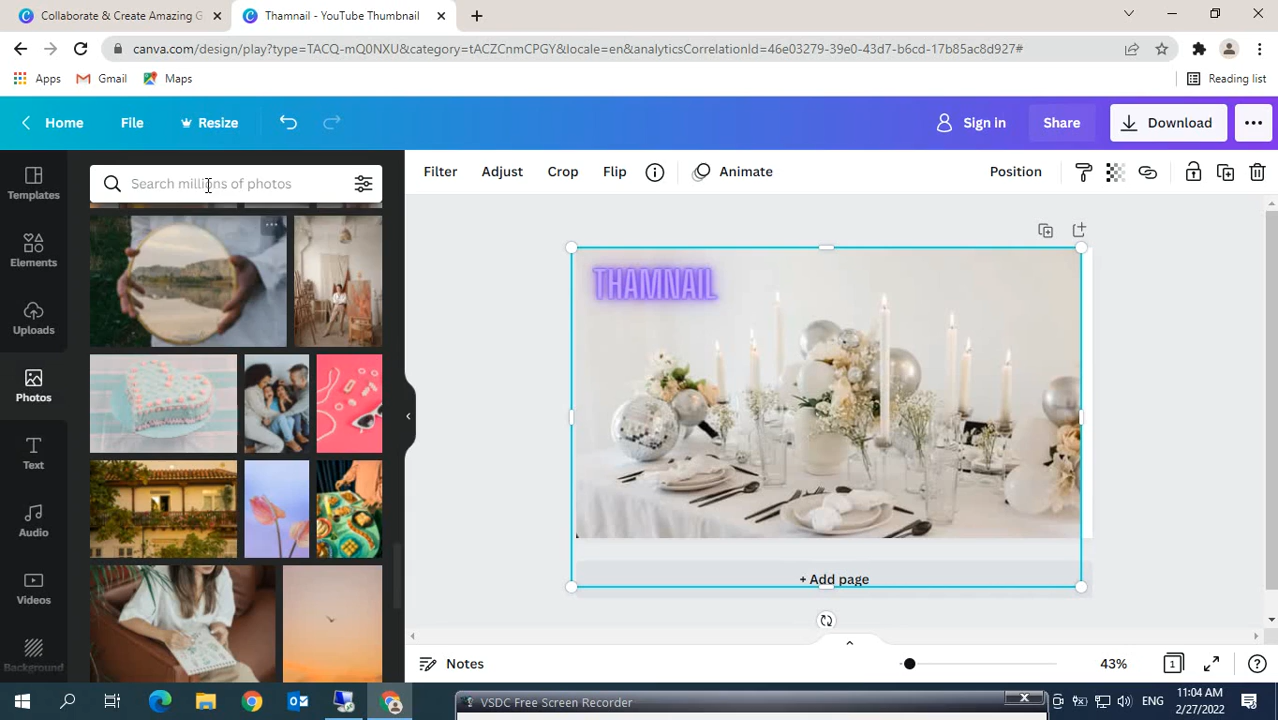 Collaborate & Create Amazing G
Thamnail - YouTube Thumbnail
canva.com/design/play?type=TACQ-mQ0NXU&category=tACZCnmCPGY&locale=en&analyticsCorrelationId=46e03279-39e0-43d7-b6cd-17b85ac8d927#
Apps
Gmail
Maps
Reading list
Home
File
Resize
Sign in
Share
Download
Templates
Search millions of photos
Filter
Adjust
Crop
Flip
Animate
Position
Elements
Uploads
Photos
Text
Audio
Videos
Background
THAMNAIL
+ Add page
Notes
43%
1
VSDC Free Screen Recorder
ENG
11:04 AM
2/27/2022